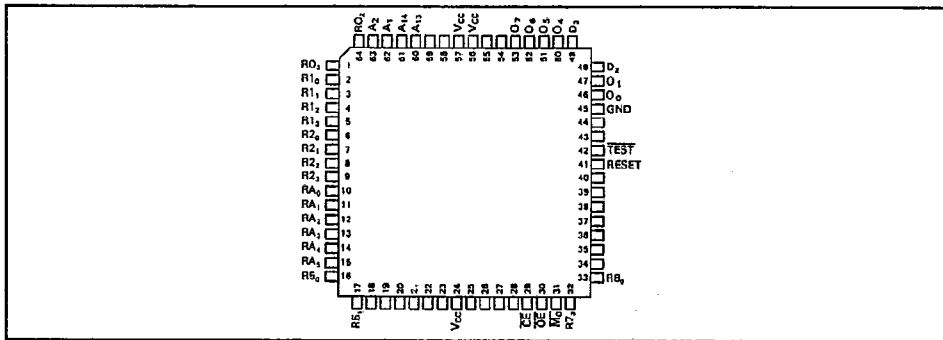 RO₂ A₂ A₁ A₁₄ A₁₃ VCC VCC O₇ O₆ O₅ O₄ D₃
64 63 62 61 60 59 58 57 56 55 54 53 52 51 50 49
RO₃ 1 48 D₂
R1₀ 2 47 O₁
R1₁ 3 46 O₀
R1₂ 4 45 GND
R1₃ 5 44
R2₀ 6 43
R2₁ 7 42 TEST
R2₂ 8 41 RESET
R2₃ 9 40
RA₀ 10 39
RA₁ 11 38
RA₂ 12 37
RA₃ 13 36
RA₄ 14 35
RA₅ 15 34
R5₀ 16 33 R8₀
17 18 19 20 2. 22 23 24 25 26 27 28 29 30 31 32
R5₁ VCC CE OE M₀ R7₃